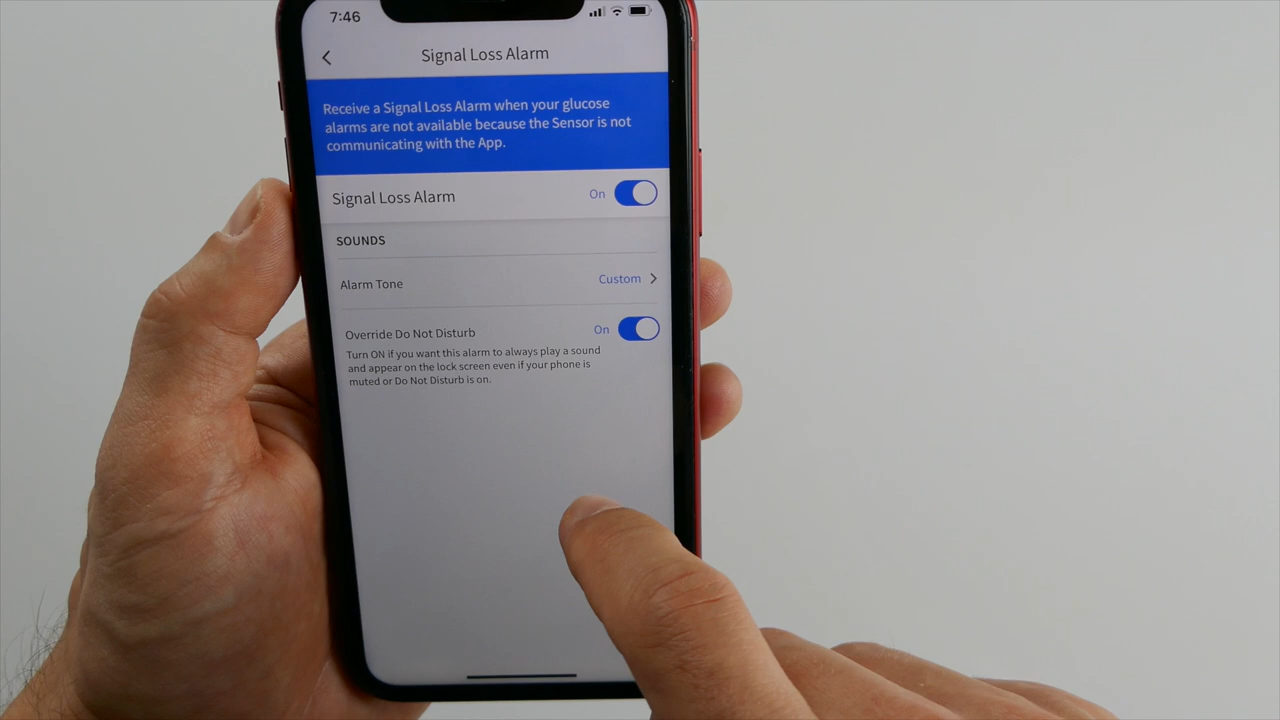 7:46
Signal Loss Alarm
Receive a Signal Loss Alarm when your glucose
alarms are not available because the Sensor is not
communicating with the App.
Signal Loss Alarm On
SOUNDS
Alarm Tone Custom
Override Do Not Disturb On
Turn ON if you want this alarm to always play a sound
and appear on the lock screen even if your phone is
muted or Do Not Disturb is on.